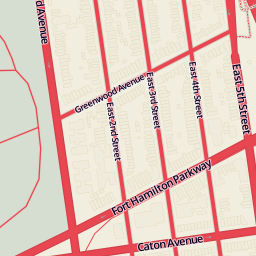 d Avenue
Greenwood Avenue
East 2nd Street
East 3rd Street
East 4th Street
East 5th Street
Fort Hamilton Parkway
Caton Avenue